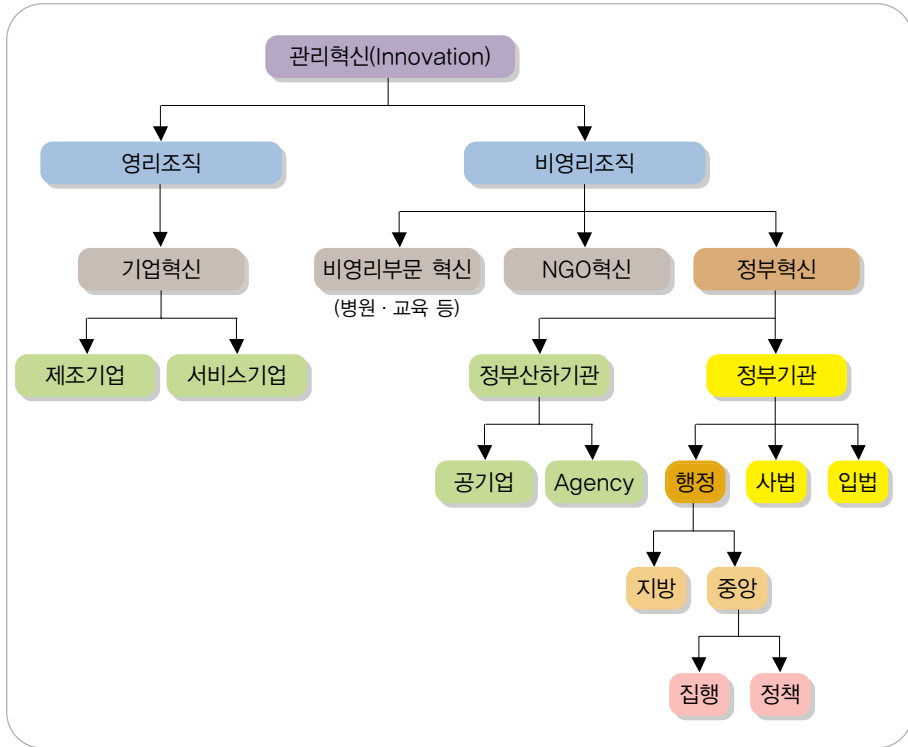 관리혁신(Innovation)
영리조직
비영리조직
기업혁신
비영리부문 혁신
(병원 · 교육 등)
NGO혁신
정부혁신
제조기업
서비스기업
정부산하기관
정부기관
공기업
Agency
행정
사법
입법
지방
중앙
집행
정책